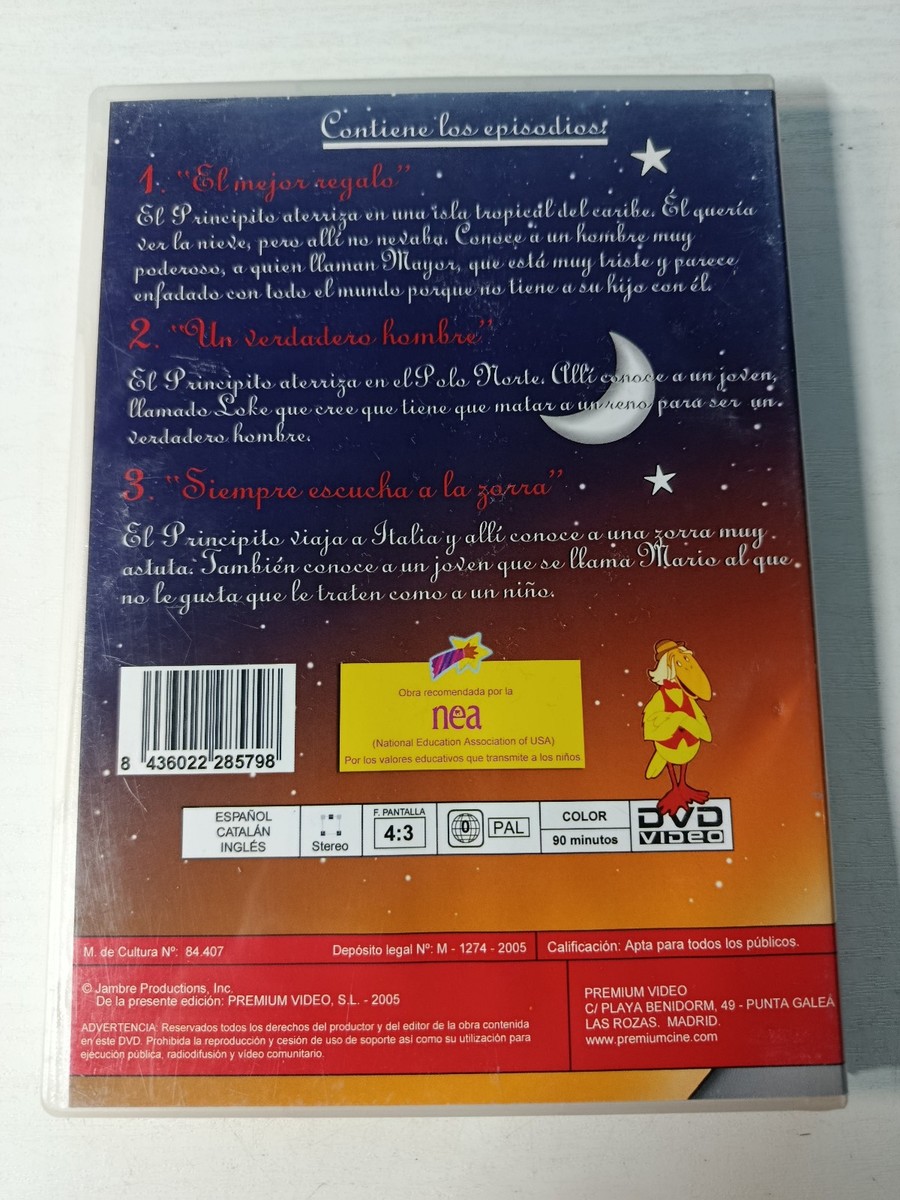 Contiene los episodios:
1. "El mejor regalo"
El Principito aterriza en una isla tropical del caribe. Él quería
ver la nieve, pero allí no nevaba. Conoce a un hombre muy
poderoso, a quien llaman Mayor, que está muy triste y parece
enfadado con todo el mundo porque no tiene a su hijo con él.
2. "Un verdadero hombre"
El Principito aterriza en el Polo Norte. Allí conoce a un joven,
llamado Loke que cree que tiene que matar a un reno para ser un
verdadero hombre.
3. "Siempre escucha a la zorra"
El Principito viaja a Italia y allí conoce a una zorra muy
astuta. También conoce a un joven que se llama Mario al que
no le gusta que le traten como a un niño.
8 436022 285798
Obra recomendada por la
nea
(National Education Association of USA)
Por los valores educativos que transmite a los niños
ESPAÑOL
CATALÁN
INGLÉS
Stereo
F. PANTALLA
4:3
0
PAL
COLOR
90 minutos
DVD
VIDEO
M. de Cultura Nº: 84.407
Depósito legal Nº: M - 1274 - 2005
Calificación: Apta para todos los públicos.
© Jambre Productions, Inc.
De la presente edición: PREMIUM VIDEO, S.L. - 2005
ADVERTENCIA: Reservados todos los derechos del productor y del editor de la obra contenida
en este DVD. Prohibida la reproducción y cesión de uso de soporte así como su utilización para
ejecución pública, radiodifusión y vídeo comunitario.
PREMIUM VIDEO
C/ PLAYA BENIDORM, 49 - PUNTA GALEA
LAS ROZAS. MADRID.
www.premiumcine.com